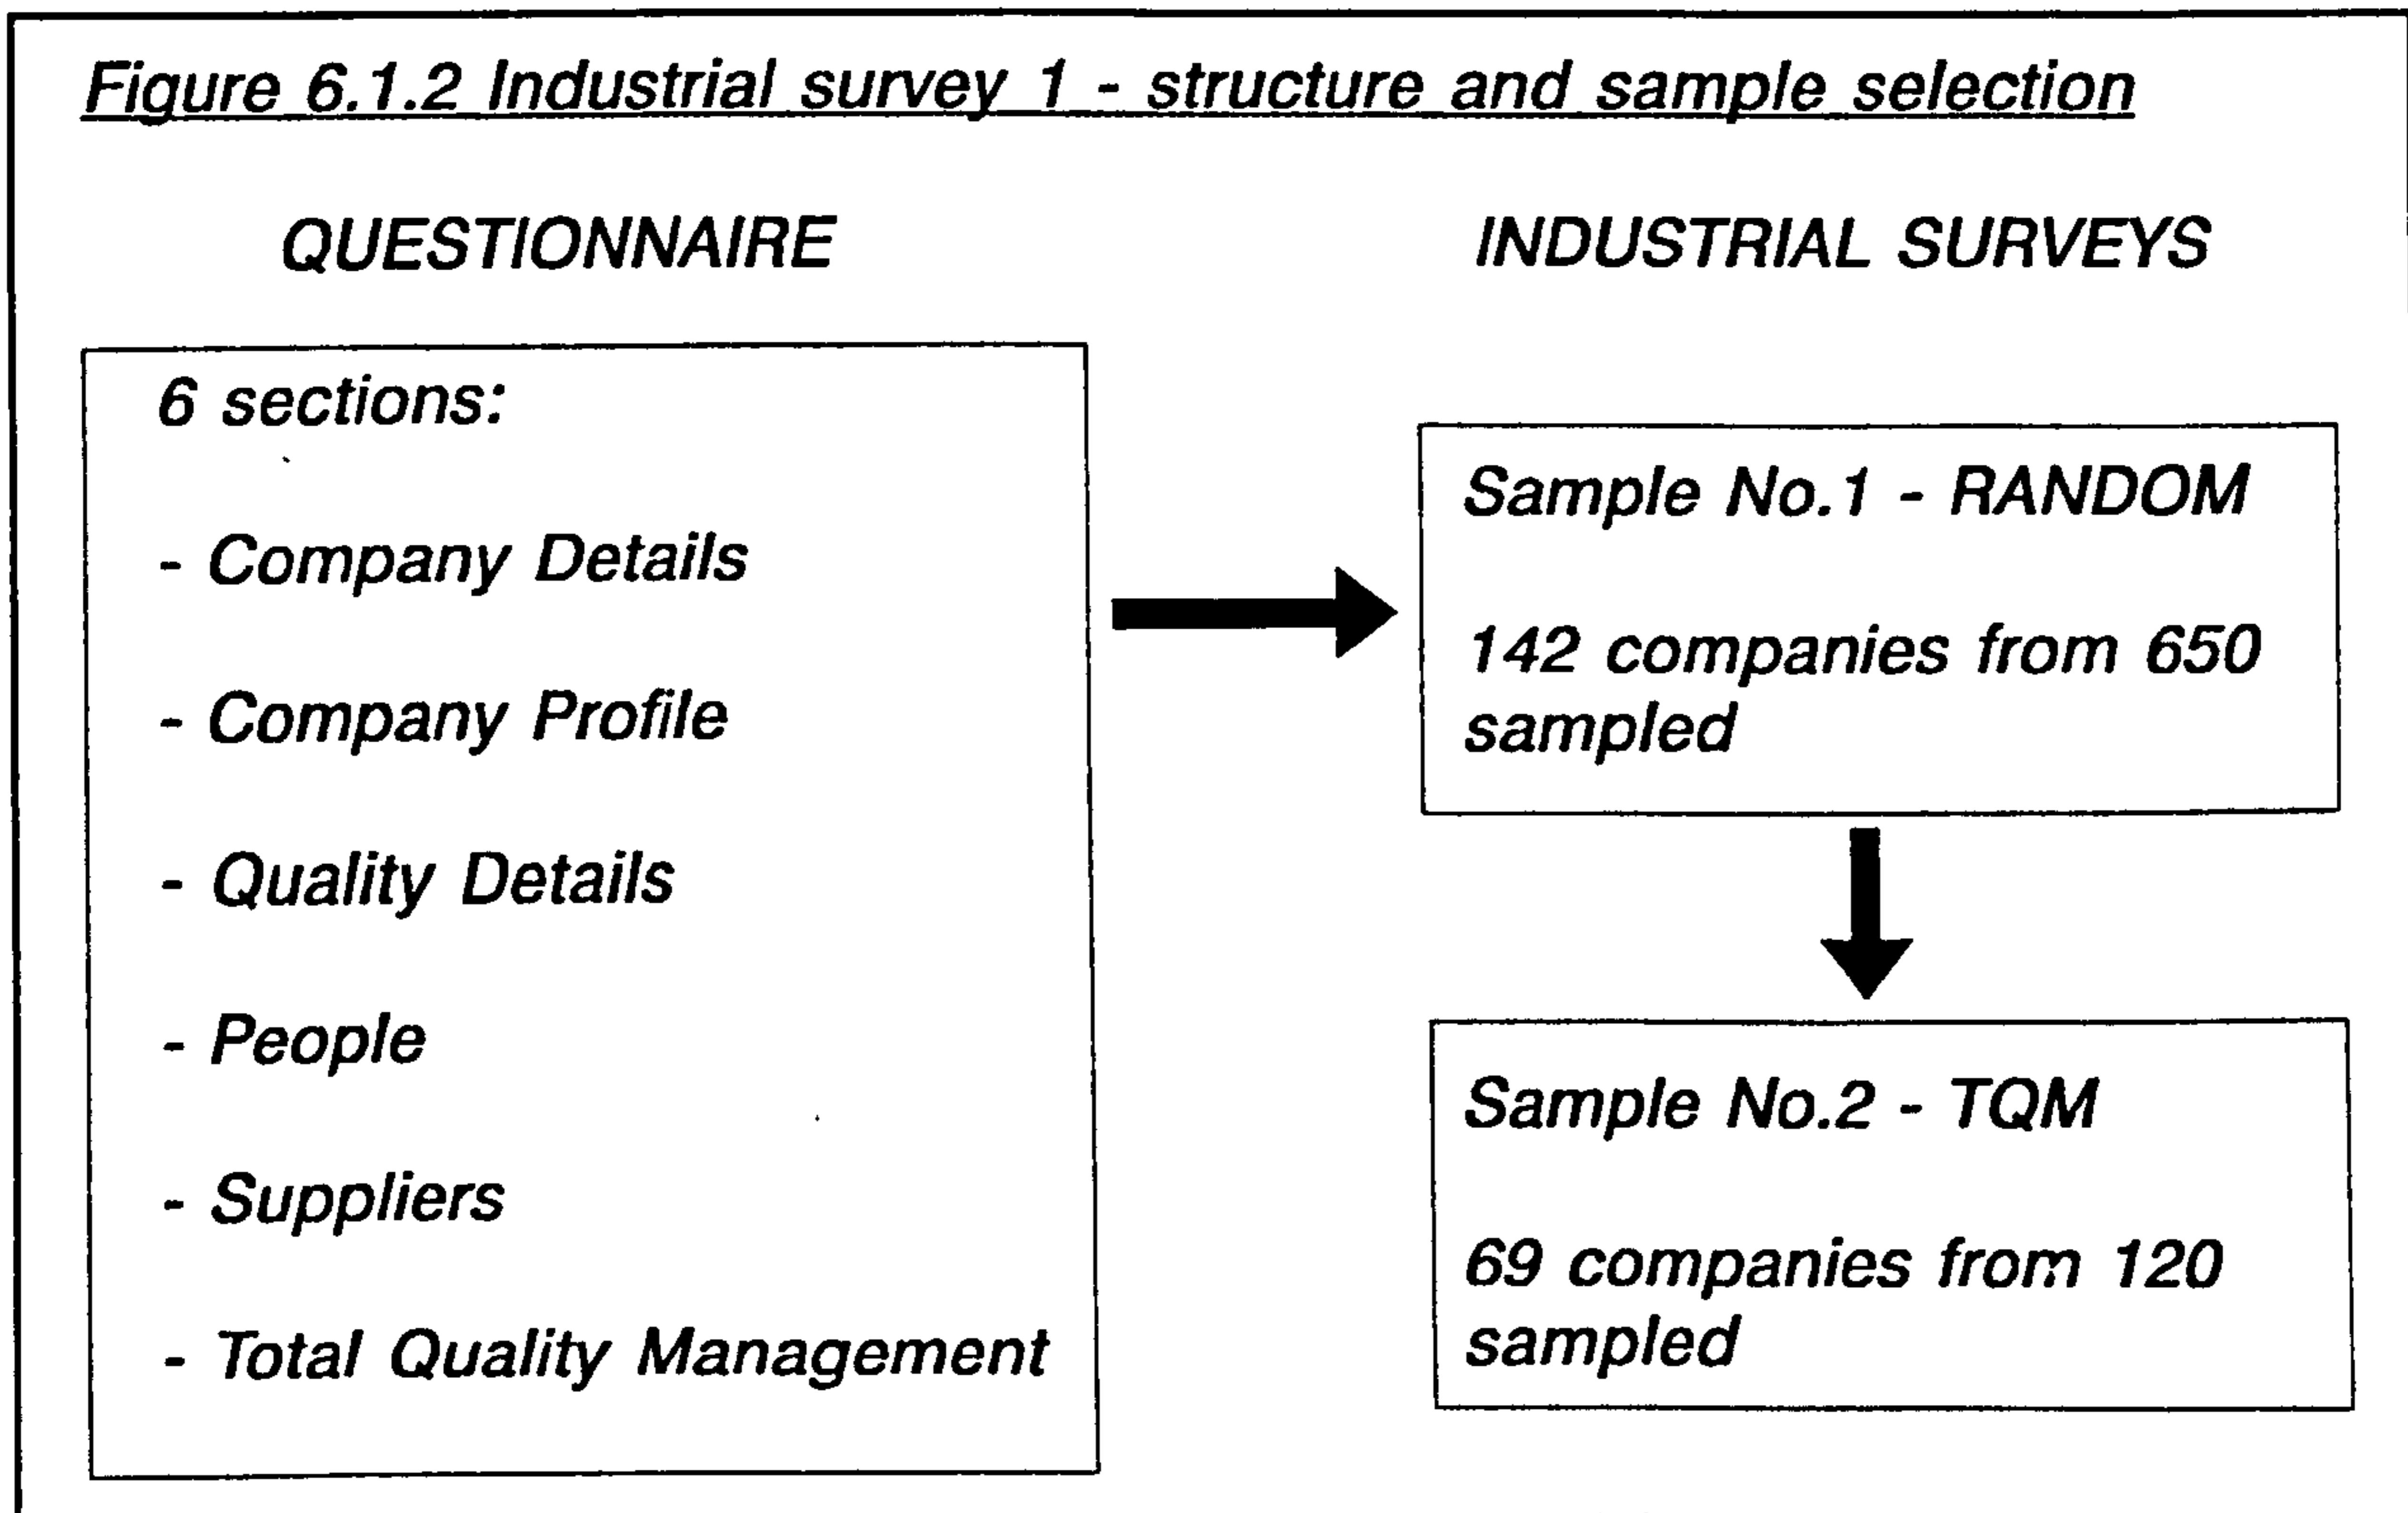 Figure 6.1.2 Industrial survey 1 - structure and sample selection
QUESTIONNAIRE
6 sections:
- Company Details
- Company Profile
- Quality Details
- People
- Suppliers
- Total Quality Management
INDUSTRIAL SURVEYS
Sample No.1 - RANDOM
142 companies from 650
sampled
Sample No.2 - TQM
69 companies from 120
sampled